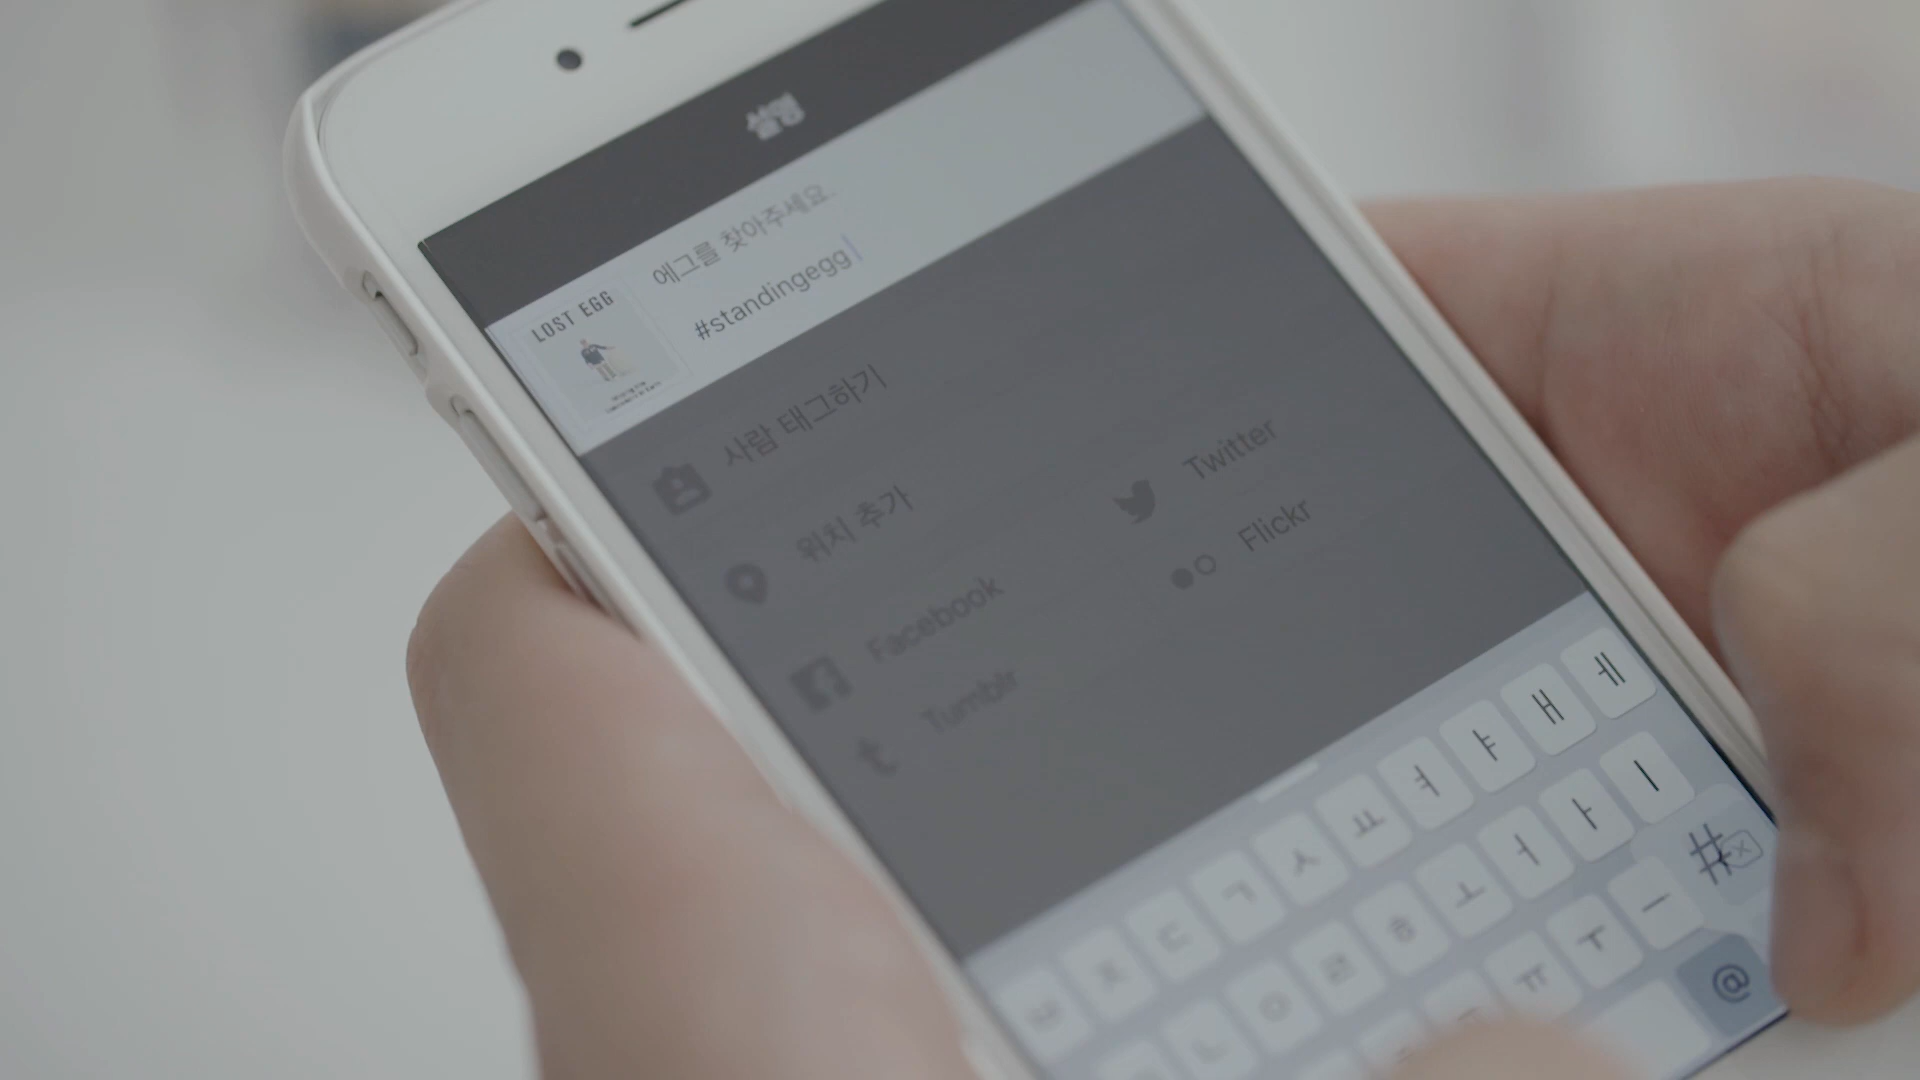 설명
LOST EGG
에그를 찾아주세요.
#standingegg
사람 태그하기
위치 추가
Facebook
Twitter
Tumblr
Flickr
ㅂ ㅈ ㄷ ㄱ ㅅ ㅛ ㅕ ㅑ ㅐ ㅔ
ㄴ ㅇ ㄹ ㅎ ㅗ ㅓ ㅏ ㅣ
ㅠ ㅜ ㅡ
@ #